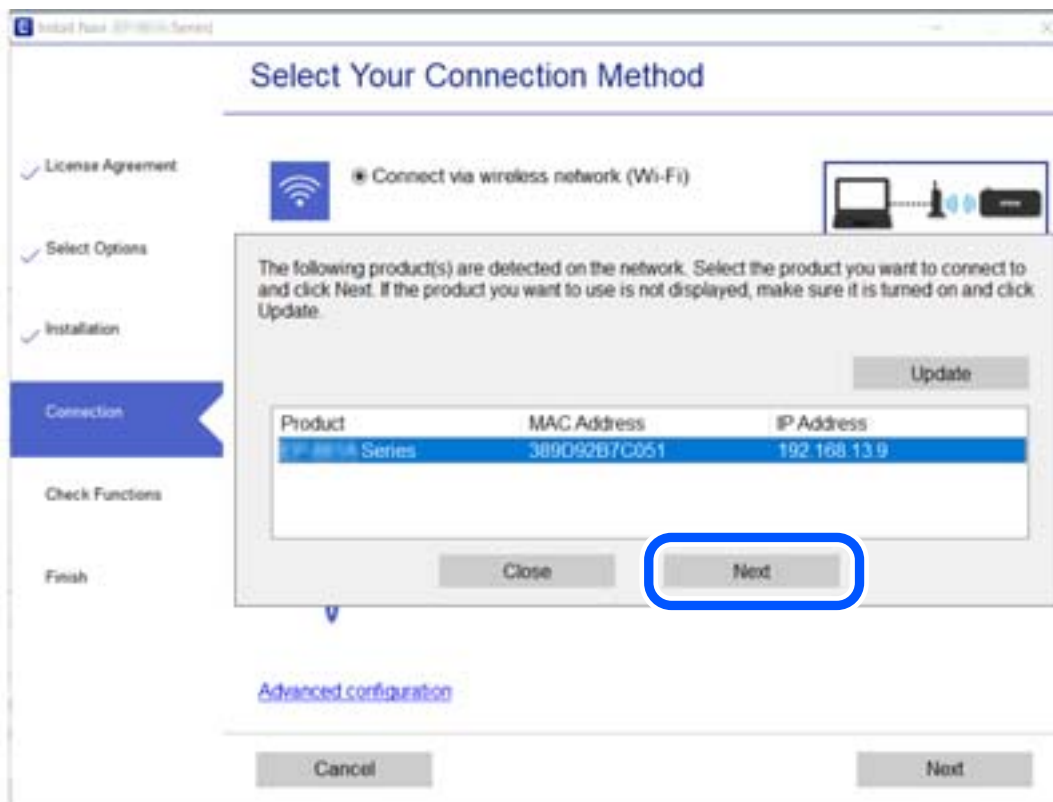 Select Your Connection Method
License Agreement
Select Options
Installation
Connection
Check Functions
Finish
Connect via wireless network (Wi-Fi)
The following product(s) are detected on the network. Select the product you want to connect to
and click Next. If the product you want to use is not displayed, make sure it is turned on and click
Update.
Update
Product MAC Address IP Address
Series 389D92B7C051 192.168.13.9
Close Next
Advanced configuration
Cancel Next